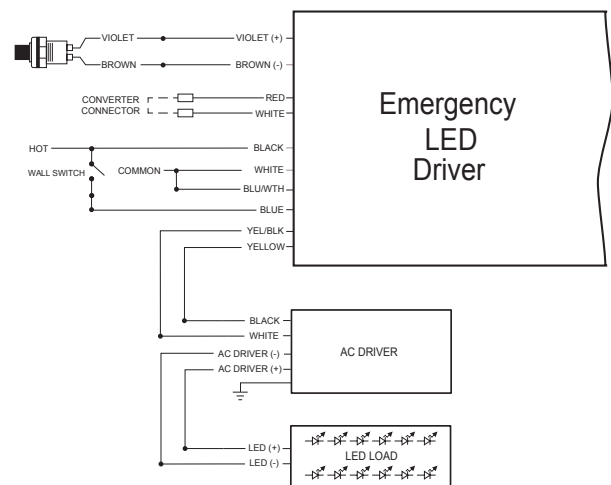 VIOLET VIOLET (+)
BROWN BROWN (-)
CONVERTER
CONNECTOR
RED
WHITE
Emergency
LED
Driver
HOT
BLACK
WALL SWITCH
COMMON
WHITE
BLU/WTH
BLUE
YEL/BLK
YELLOW
BLACK
WHITE
AC DRIVER (-)
AC DRIVER (+)
AC DRIVER
LED (+)
LED (-)
LED LOAD